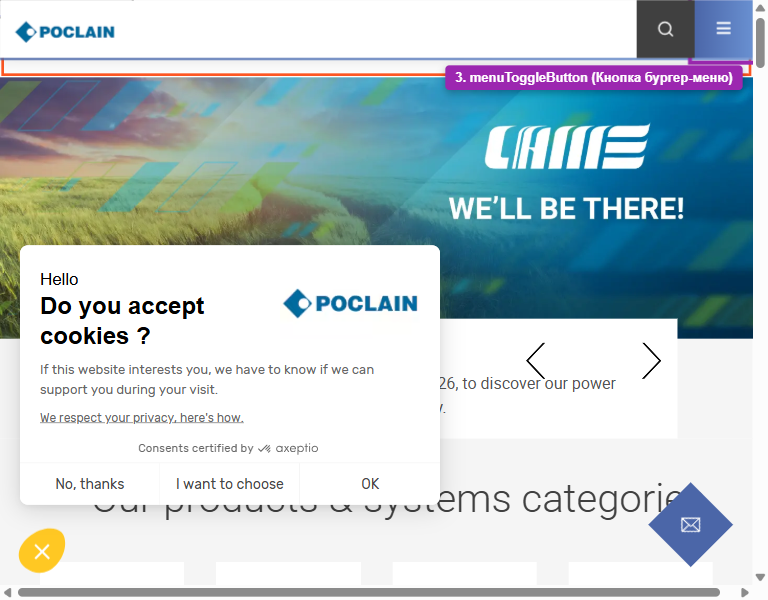 POCLAIN
3. menuToggleButton (Кнопка бургер-меню)
CAME
WE'LL BE THERE!
Hello
Do you accept
cookies ?
POCLAIN
If this website interests you, we have to know if we can
support you during your visit.
We respect your privacy, here's how.
Consents certified by axeptio
No, thanks
I want to choose
OK
26, to discover our power
y.
Our products & systems categorie